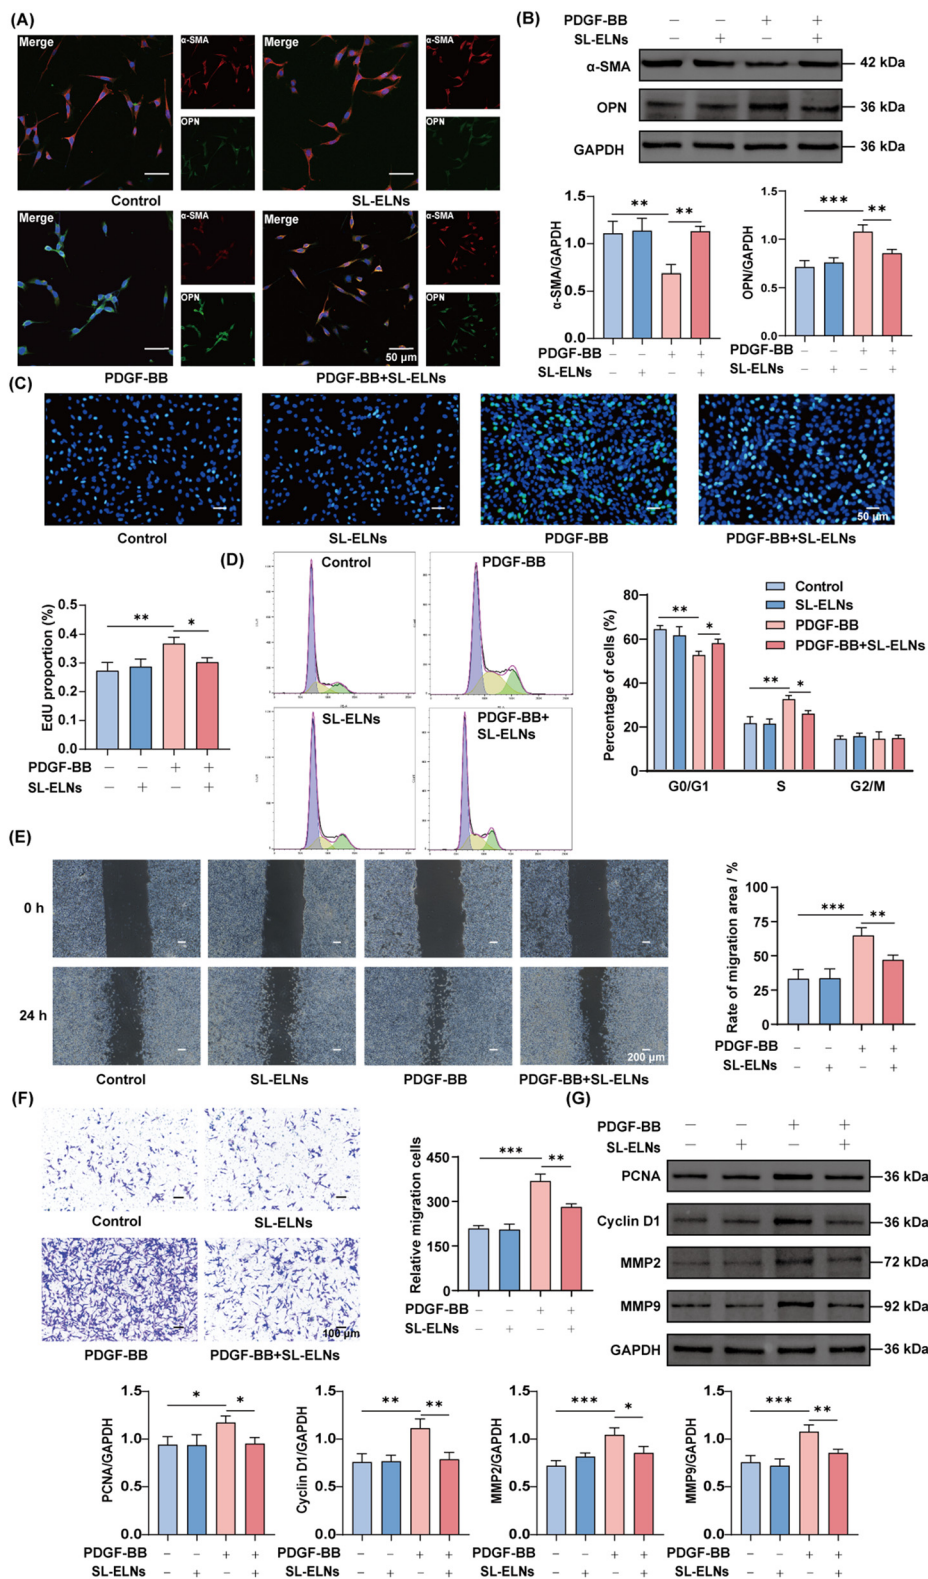 (A)
Merge
α-SMA
OPN
Control
Merge
α-SMA
OPN
SL-ELNs
Merge
α-SMA
OPN
PDGF-BB
Merge
α-SMA
OPN
50 μm
PDGF-BB+SL-ELNs
(B)
PDGF-BB − − + +
SL-ELNs − + − +
α-SMA 42 kDa
OPN 36 kDa
GAPDH 36 kDa
α-SMA/GAPDH
1.5
1.0
0.5
0.0
** **
PDGF-BB − − + +
SL-ELNs − + − +
OPN/GAPDH
1.5
1.0
0.5
0.0
*** **
PDGF-BB − − + +
SL-ELNs − + − +
(C)
50 μm
Control SL-ELNs PDGF-BB PDGF-BB+SL-ELNs
EdU proportion (%)
0.5
0.4
0.3
0.2
0.1
0.0
** *
PDGF-BB − − + +
SL-ELNs − + − +
(D)
Control
PDGF-BB
SL-ELNs
PDGF-BB+
SL-ELNs
Percentage of cells (%)
80
60
40
20
0
Control
SL-ELNs
PDGF-BB
PDGF-BB+SL-ELNs
** *
** *
G0/G1 S G2/M
(E)
0 h
24 h
200 μm
Control SL-ELNs PDGF-BB PDGF-BB+SL-ELNs
Rate of migration area / %
100
75
50
25
0
*** **
PDGF-BB − − + +
SL-ELNs − + − +
(F)
Control SL-ELNs
100 μm
PDGF-BB PDGF-BB+SL-ELNs
Relative migration cells
450
300
150
0
*** **
PDGF-BB − − + +
SL-ELNs − + − +
(G)
PDGF-BB − − + +
SL-ELNs − + − +
PCNA 36 kDa
Cyclin D1 36 kDa
MMP2 72 kDa
MMP9 92 kDa
GAPDH 36 kDa
PCNA/GAPDH
1.5
1.0
0.5
0.0
* *
PDGF-BB − − + +
SL-ELNs − + − +
Cyclin D1/GAPDH
1.5
1.0
0.5
0.0
** **
PDGF-BB − − + +
SL-ELNs − + − +
MMP2/GAPDH
1.5
1.0
0.5
0.0
*** *
PDGF-BB − − + +
SL-ELNs − + − +
MMP9/GAPDH
1.5
1.0
0.5
0.0
*** **
PDGF-BB − − + +
SL-ELNs − + − +